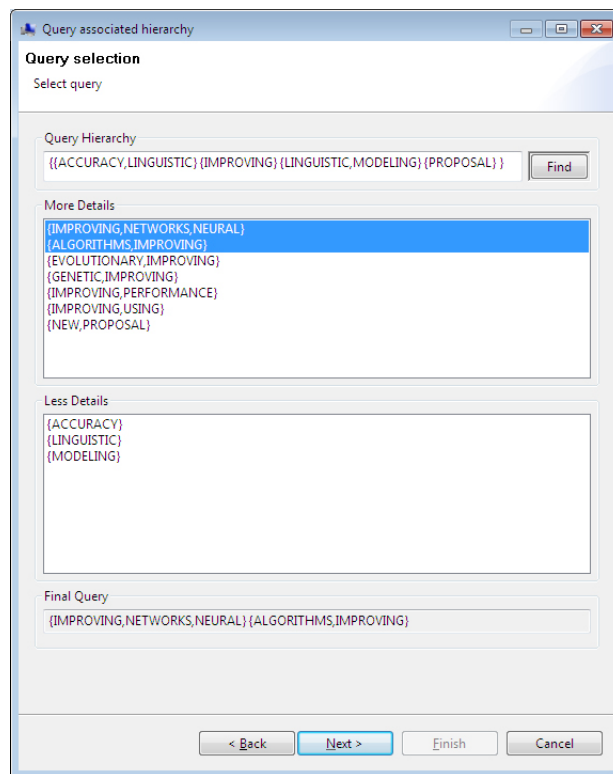 Query associated hierarchy
Query selection
Select query
Query Hierarchy
{{ACCURACY,LINGUISTIC} {IMPROVING} {LINGUISTIC,MODELING} {PROPOSAL} }
Find
More Details
{IMPROVING,NETWORKS,NEURAL}
{ALGORITHMS,IMPROVING}
{EVOLUTIONARY,IMPROVING}
{GENETIC,IMPROVING}
{IMPROVING,PERFORMANCE}
{IMPROVING,USING}
{NEW,PROPOSAL}
Less Details
{ACCURACY}
{LINGUISTIC}
{MODELING}
Final Query
{IMPROVING,NETWORKS,NEURAL} {ALGORITHMS,IMPROVING}
< Back Next > Finish Cancel